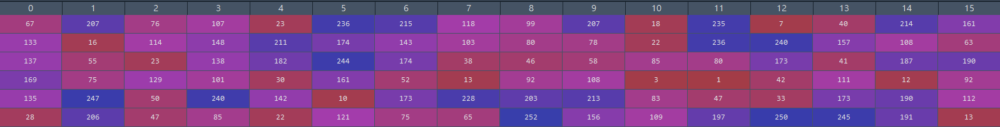 0 1 2 3 4 5 6 7 8 9 10 11 12 13 14 15
67 207 76 107 23 236 215 118 99 207 18 235 7 40 214 161
133 16 114 148 211 174 143 103 80 78 22 236 240 157 108 63
137 55 23 138 182 244 174 38 46 58 85 80 173 41 187 190
169 75 129 101 30 161 52 13 92 108 3 1 42 111 12 92
135 247 50 240 142 10 173 228 203 213 83 47 33 173 190 112
28 206 47 85 22 121 75 65 252 156 109 197 250 245 191 13